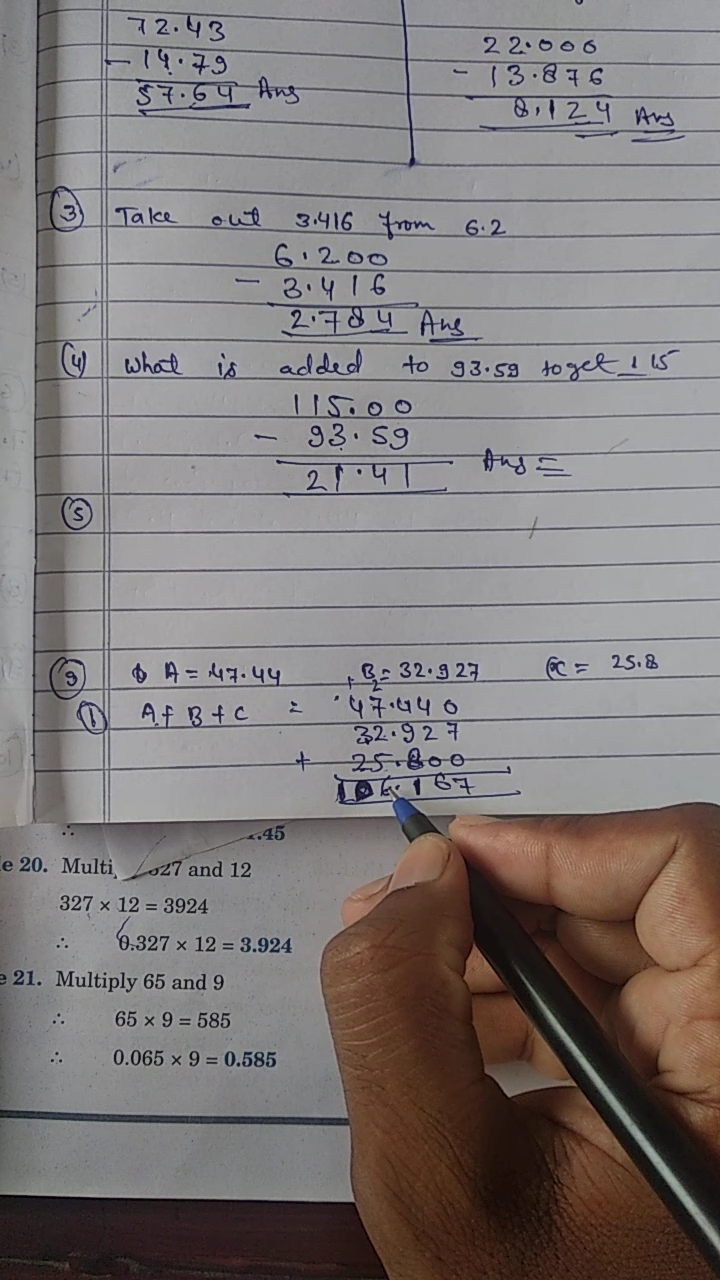 72.43
- 14.79
57.64 Ans
22.000
- 13.876
8.124 Ans
③ Take out 3.416 from 6.2
6.200
- 3.416
2.784 Ans
(4) What is added to 93.59 to get 115
115.00
- 93.59
21.41 Ans =
⑤
⑨ A = 47.44 B = 32.927 C = 25.8
① A + B + C = 47.440
32.927
+ 25.800
106.167
∴ .45
e 20. Multi 327 and 12
327 × 12 = 3924
∴ 0.327 × 12 = 3.924
e 21. Multiply 65 and 9
∴ 65 × 9 = 585
∴ 0.065 × 9 = 0.585